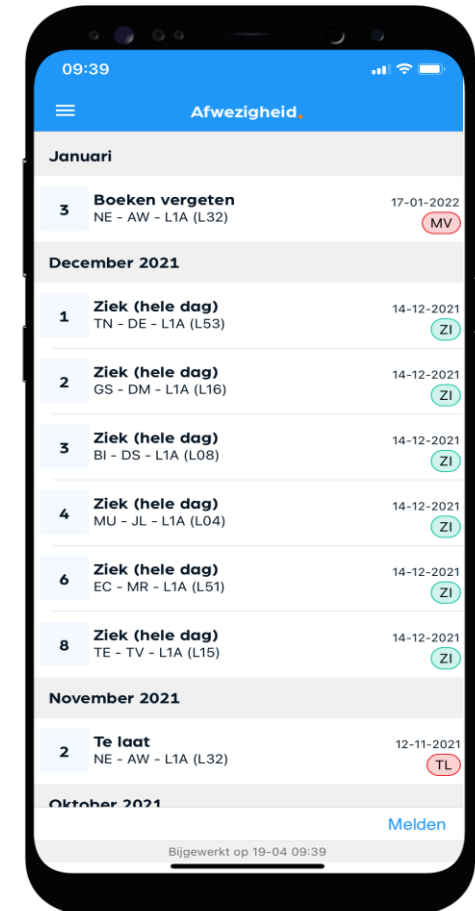 09:39
Afwezigheid.
Januari
3 Boeken vergeten 17-01-2022
NE - AW - L1A (L32) MV
December 2021
1 Ziek (hele dag) 14-12-2021
TN - DE - L1A (L53) ZI
2 Ziek (hele dag) 14-12-2021
GS - DM - L1A (L16) ZI
3 Ziek (hele dag) 14-12-2021
BI - DS - L1A (L08) ZI
4 Ziek (hele dag) 14-12-2021
MU - JL - L1A (L04) ZI
6 Ziek (hele dag) 14-12-2021
EC - MR - L1A (L51) ZI
8 Ziek (hele dag) 14-12-2021
TE - TV - L1A (L15) ZI
November 2021
2 Te laat 12-11-2021
NE - AW - L1A (L32) TL
Oktober 2021
Melden
Bijgewerkt op 19-04 09:39